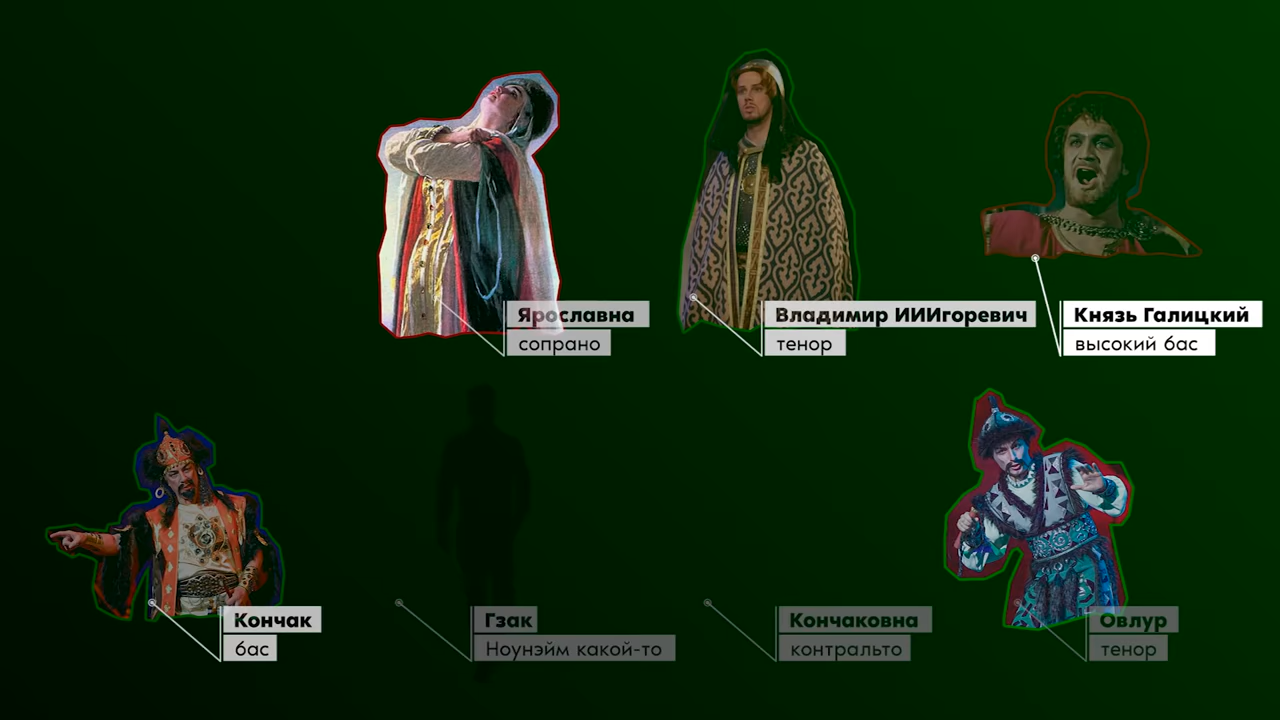 Ярославна
сопрано
Владимир ИИИгоревич
тенор
Князь Галицкий
высокий бас
Кончак
бас
Гзак
Ноунэйм какой-то
Кончаковна
контральто
Овлур
тенор